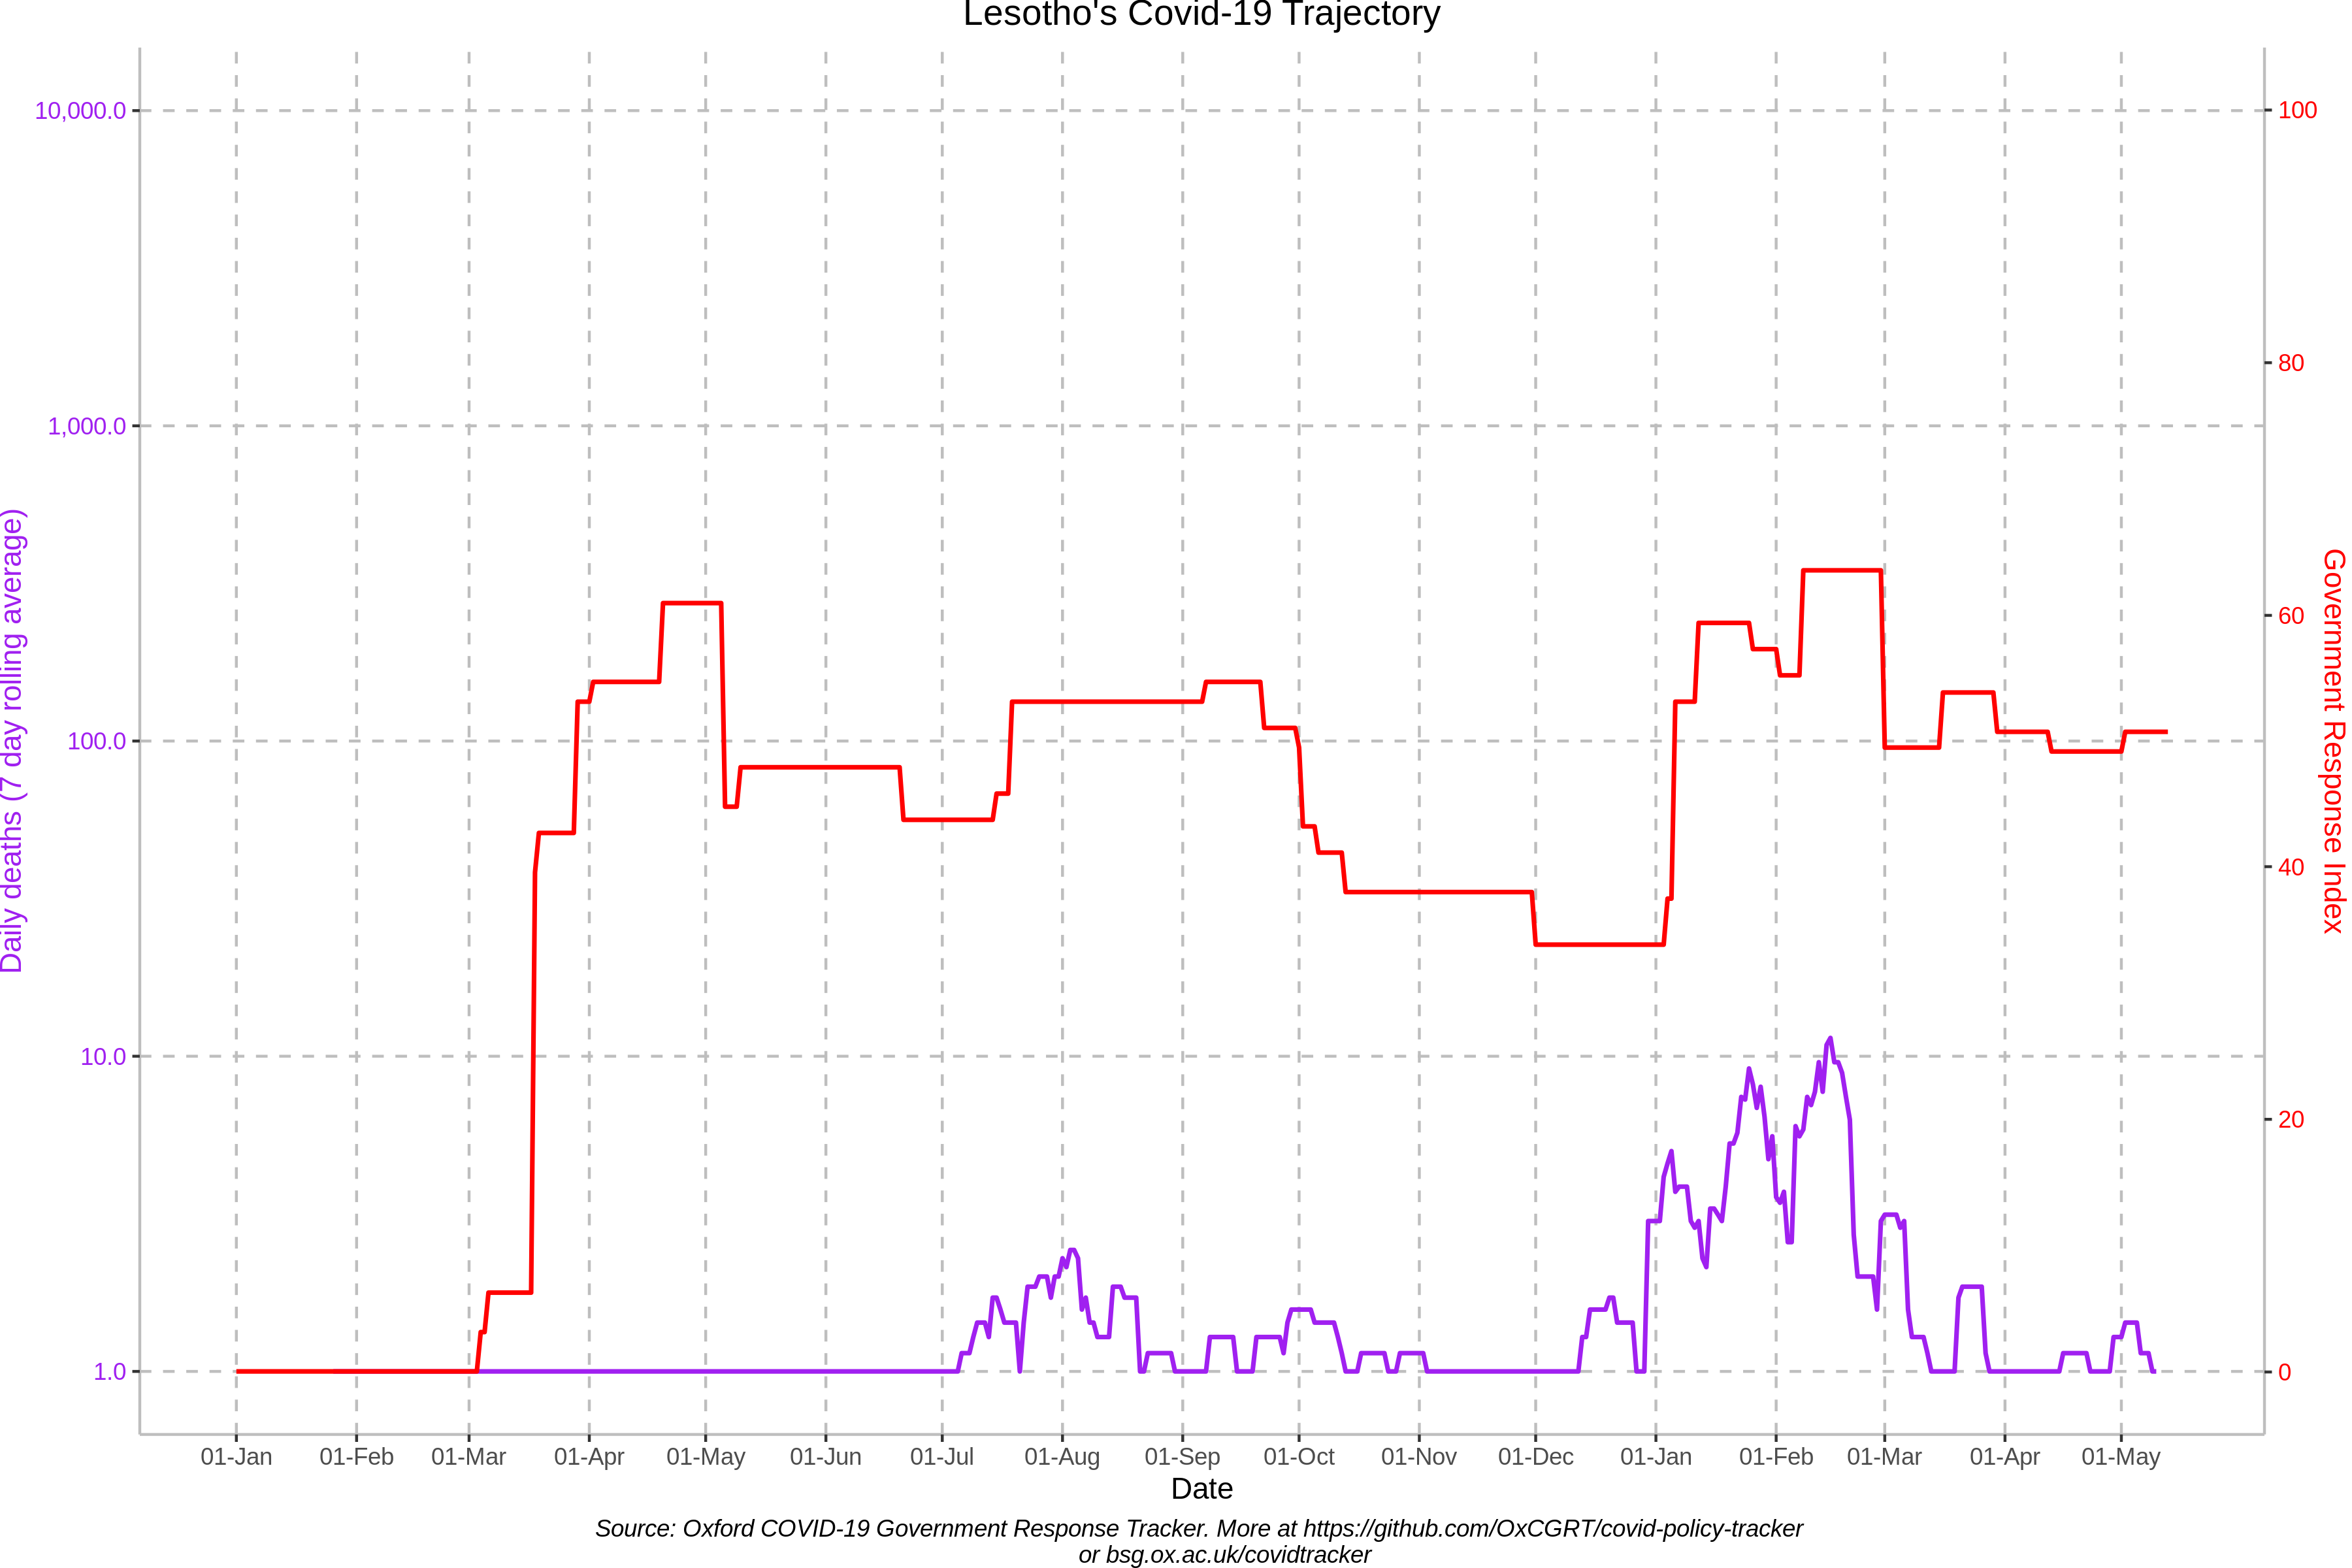 Lesotho's Covid-19 Trajectory
10,000.0
1,000.0
100.0
10.0
1.0
Daily deaths (7 day rolling average)
100
80
60
40
20
0
Government Response Index
01-Jan 01-Feb 01-Mar 01-Apr 01-May 01-Jun 01-Jul 01-Aug 01-Sep 01-Oct 01-Nov 01-Dec 01-Jan 01-Feb 01-Mar 01-Apr 01-May
Date
Source: Oxford COVID-19 Government Response Tracker. More at https://github.com/OxCGRT/covid-policy-tracker
or bsg.ox.ac.uk/covidtracker